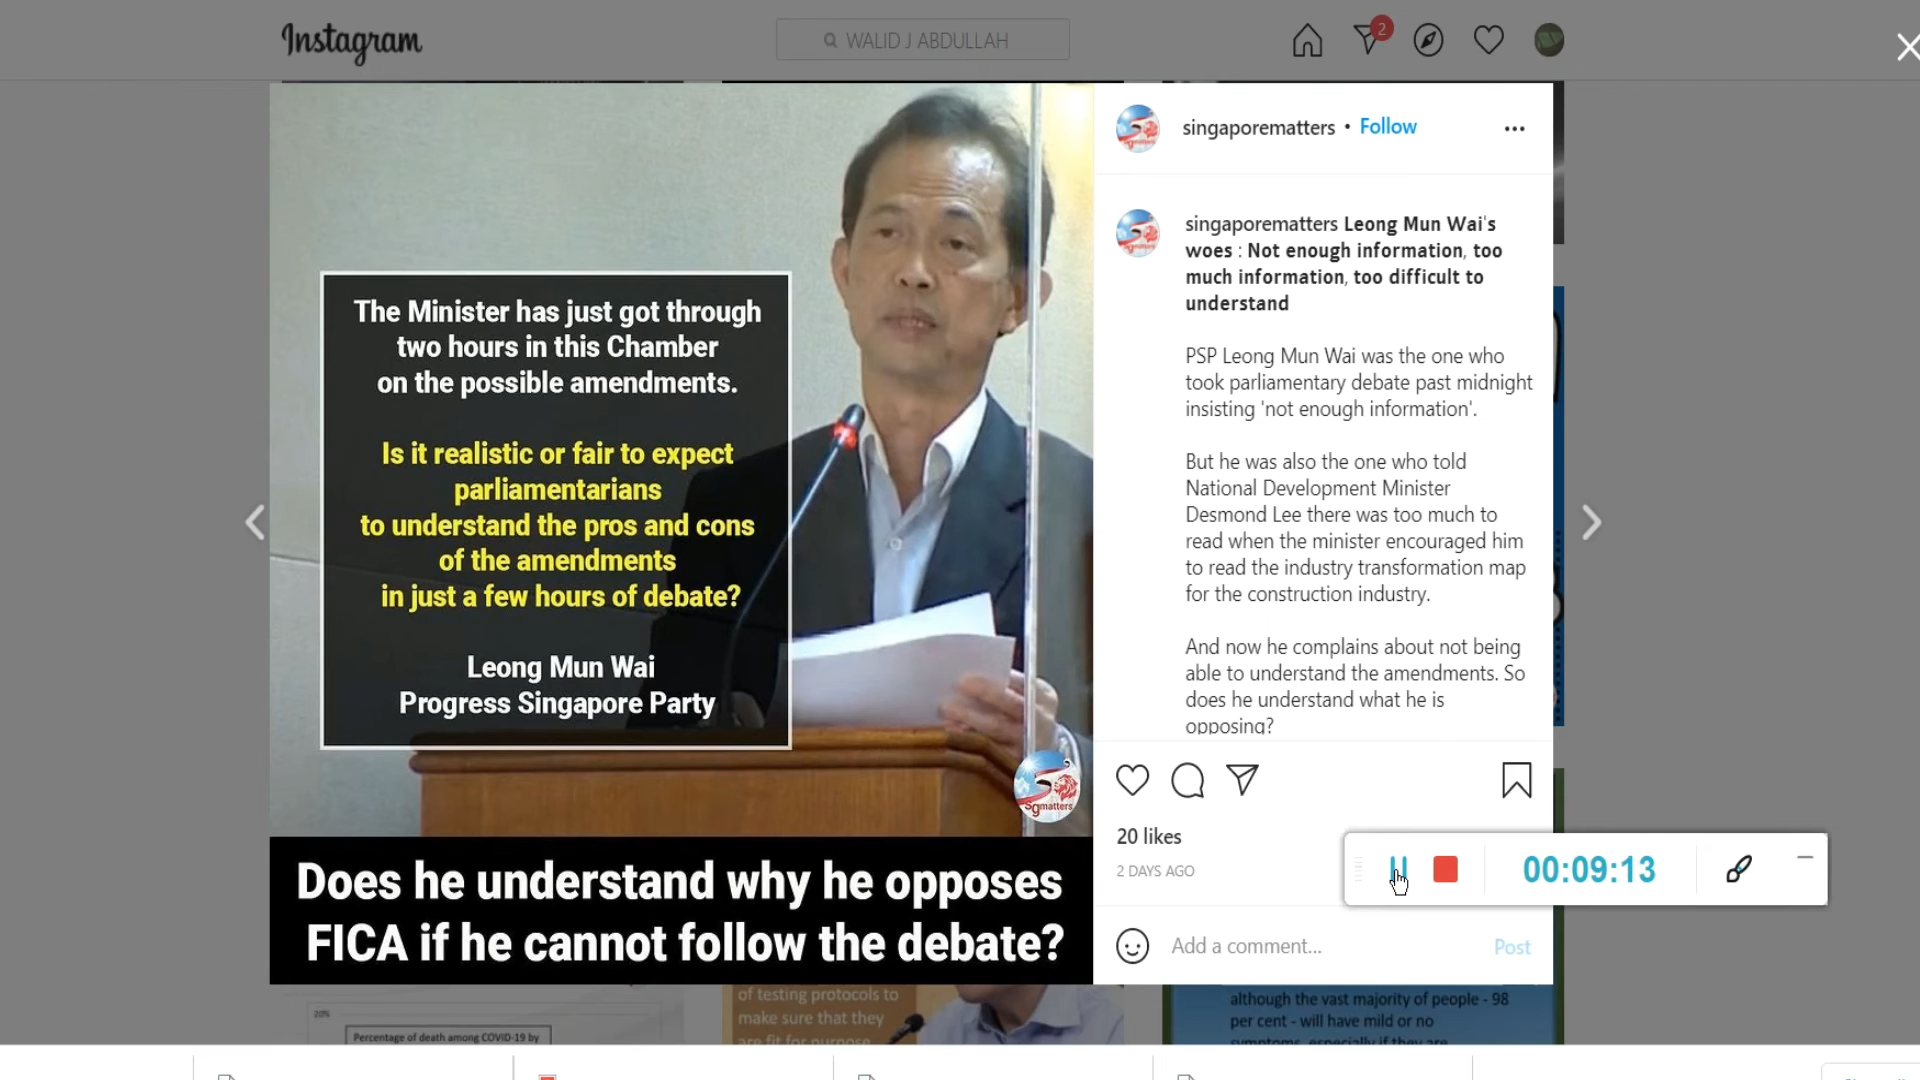 Instagram
WALID J ABDULLAH
2
The Minister has just got through
two hours in this Chamber
on the possible amendments.
Is it realistic or fair to expect
parliamentarians
to understand the pros and cons
of the amendments
in just a few hours of debate?
Leong Mun Wai
Progress Singapore Party
Sgmatters
Does he understand why he opposes
FICA if he cannot follow the debate?
singaporematters • Follow
singaporematters Leong Mun Wai's
woes : Not enough information, too
much information, too difficult to
understand
PSP Leong Mun Wai was the one who
took parliamentary debate past midnight
insisting 'not enough information'.
But he was also the one who told
National Development Minister
Desmond Lee there was too much to
read when the minister encouraged him
to read the industry transformation map
for the construction industry.
And now he complains about not being
able to understand the amendments. So
does he understand what he is
opposing?
20 likes
2 DAYS AGO
00:09:13
Add a comment... Post
20%
Percentage of death among COVID-19 by
of testing protocols to
make sure that they
are fit for purpose
although the vast majority of people - 98
per cent - will have mild or no
symptoms, especially if they are